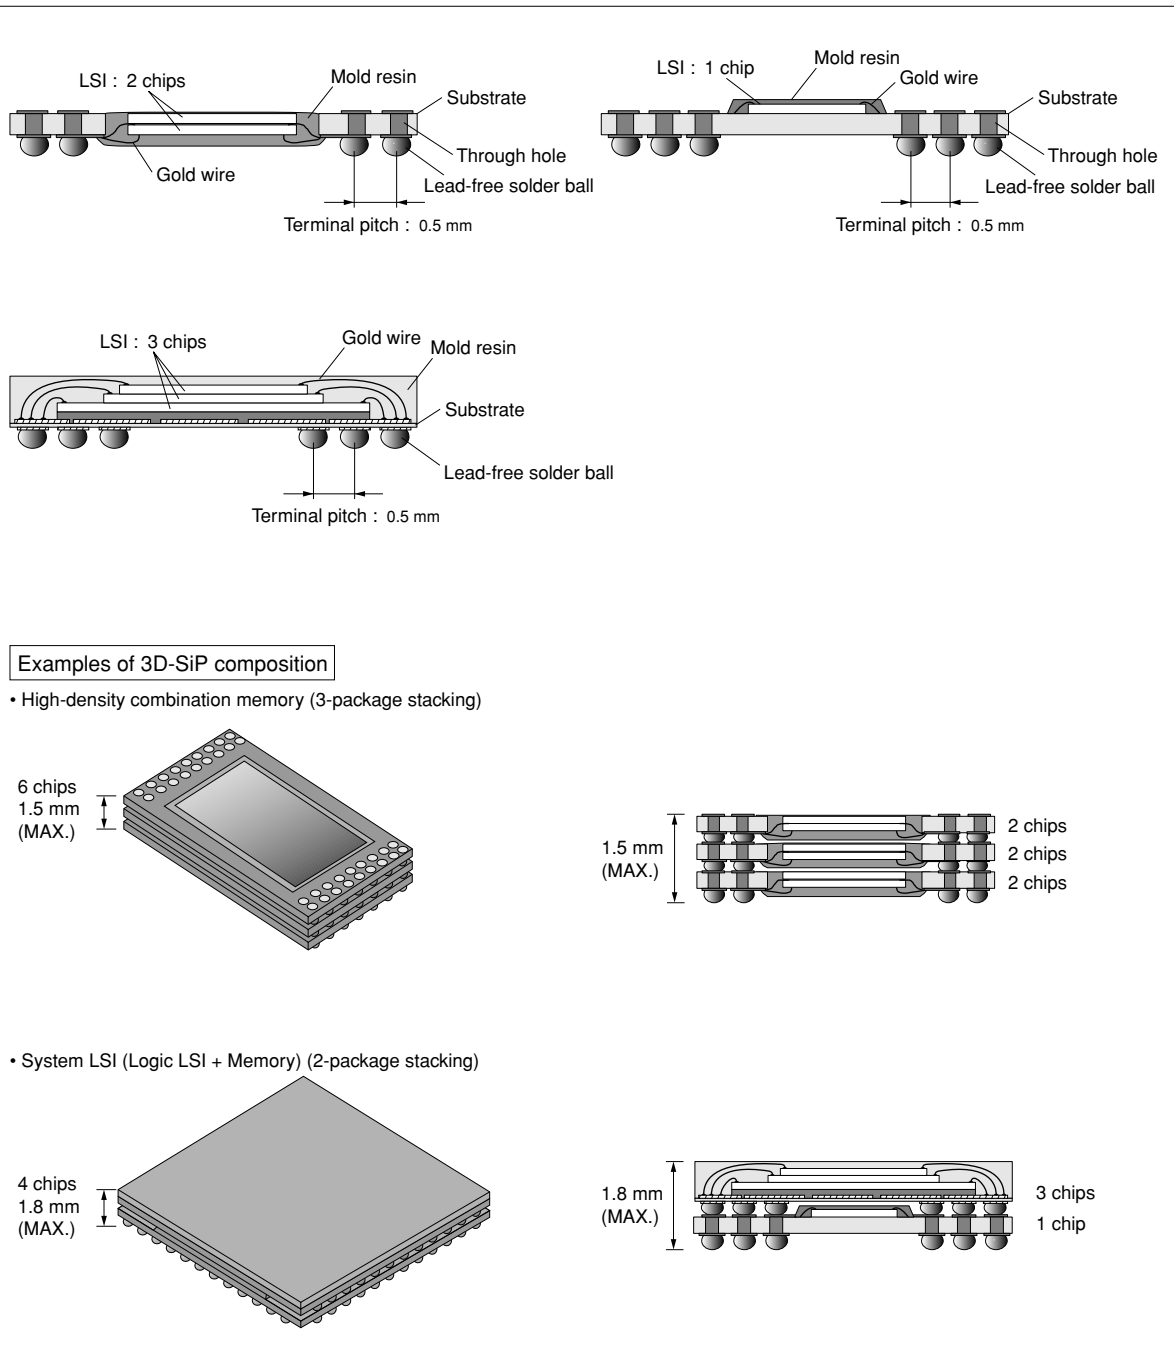 LSI : 2 chips
Mold resin
Substrate
Through hole
Gold wire
Lead-free solder ball
Terminal pitch : 0.5 mm
LSI : 1 chip
Mold resin
Gold wire
Substrate
Through hole
Lead-free solder ball
Terminal pitch : 0.5 mm
LSI : 3 chips
Gold wire
Mold resin
Substrate
Lead-free solder ball
Terminal pitch : 0.5 mm
Examples of 3D-SiP composition
• High-density combination memory (3-package stacking)
6 chips
1.5 mm
(MAX.)
1.5 mm
(MAX.)
2 chips
2 chips
2 chips
• System LSI (Logic LSI + Memory) (2-package stacking)
4 chips
1.8 mm
(MAX.)
1.8 mm
(MAX.)
3 chips
1 chip